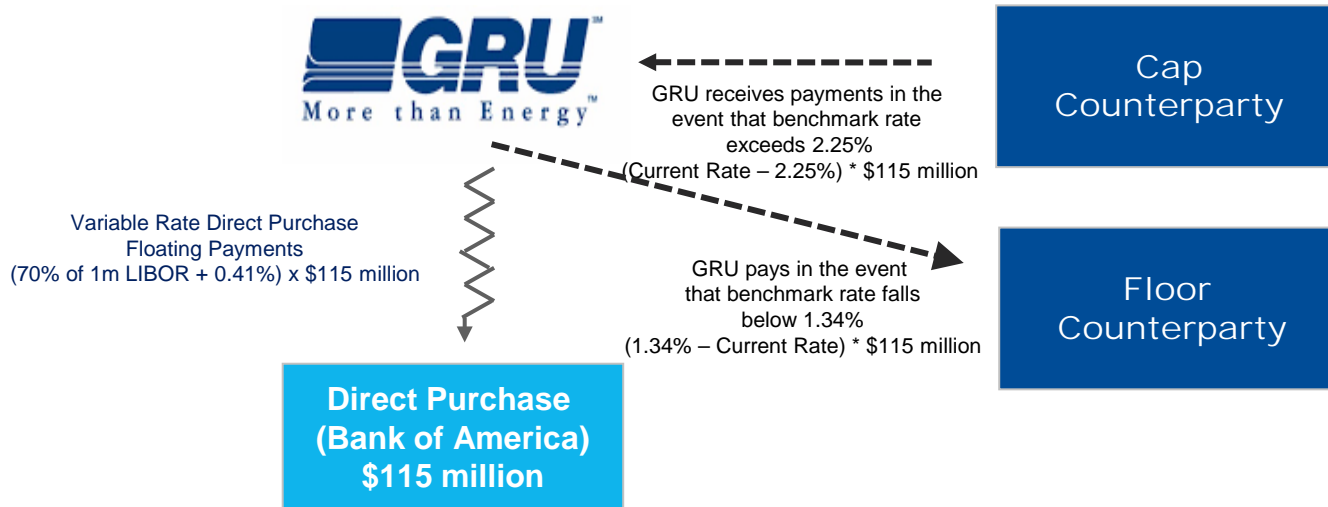 GRU℠
More than Energy™
Cap
Counterparty
GRU receives payments in the
event that benchmark rate
exceeds 2.25%
(Current Rate – 2.25%) * $115 million
Variable Rate Direct Purchase
Floating Payments
(70% of 1m LIBOR + 0.41%) x $115 million
GRU pays in the event
that benchmark rate falls
below 1.34%
(1.34% – Current Rate) * $115 million
Floor
Counterparty
Direct Purchase
(Bank of America)
$115 million